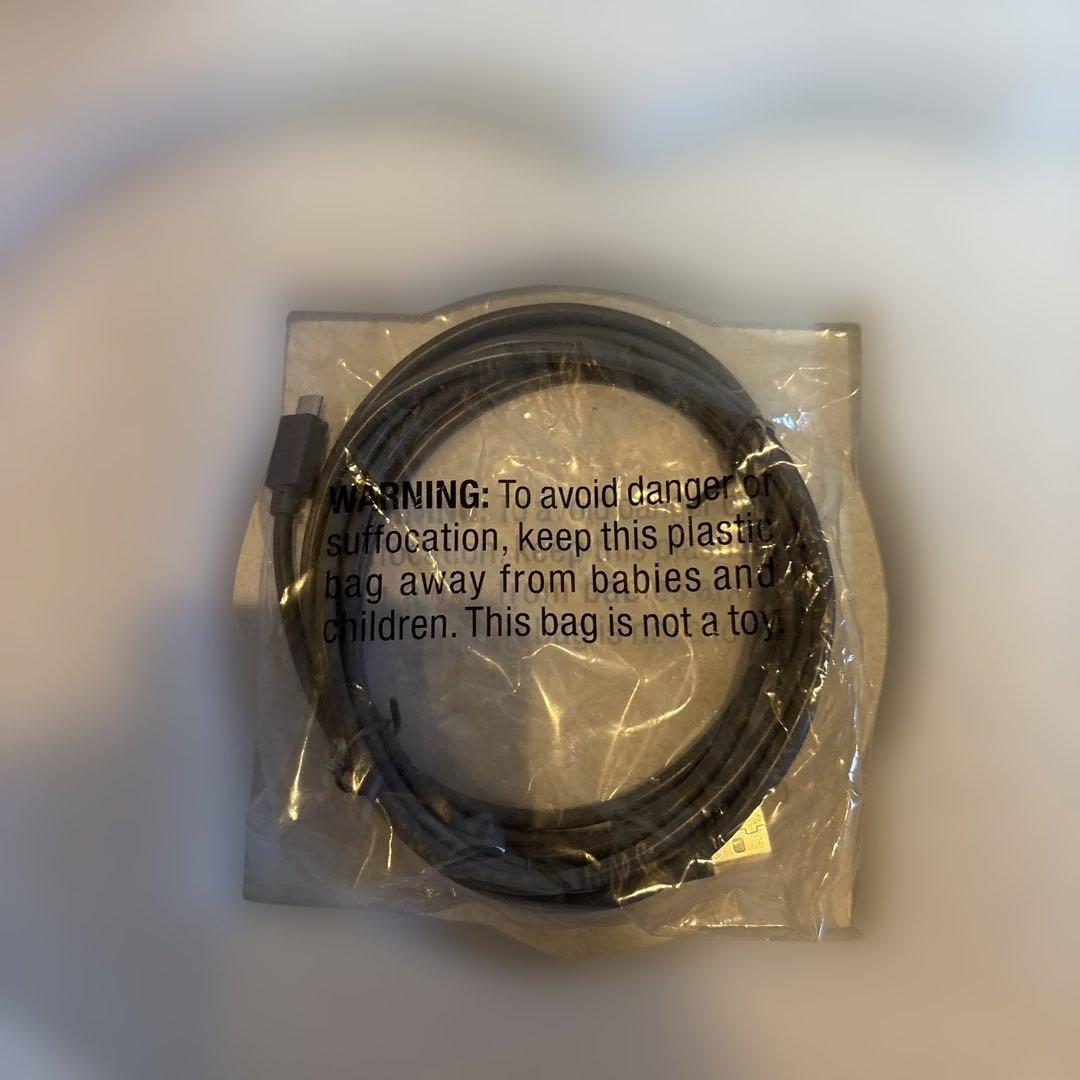 WARNING: To avoid danger or
suffocation, keep this plastic
bag away from babies and
children. This bag is not a toy.